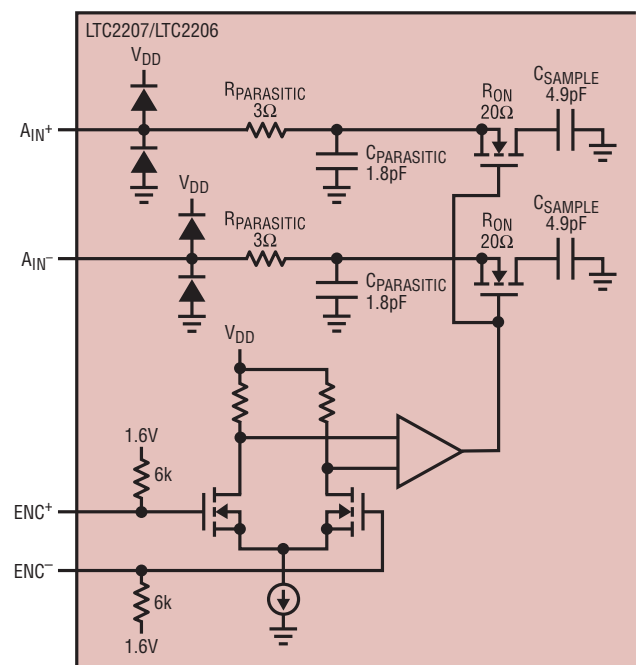 LTC2207/LTC2206
VDD
RPARASITIC
3Ω
RON
20Ω
CSAMPLE
4.9pF
AIN+
CPARASITIC
1.8pF
VDD
RPARASITIC
3Ω
RON
20Ω
CSAMPLE
4.9pF
AIN–
CPARASITIC
1.8pF
VDD
1.6V
6k
ENC+
ENC–
6k
1.6V